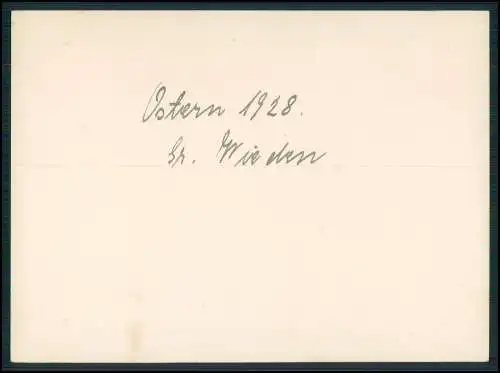 Ostern 1928.
Gr. Wieden